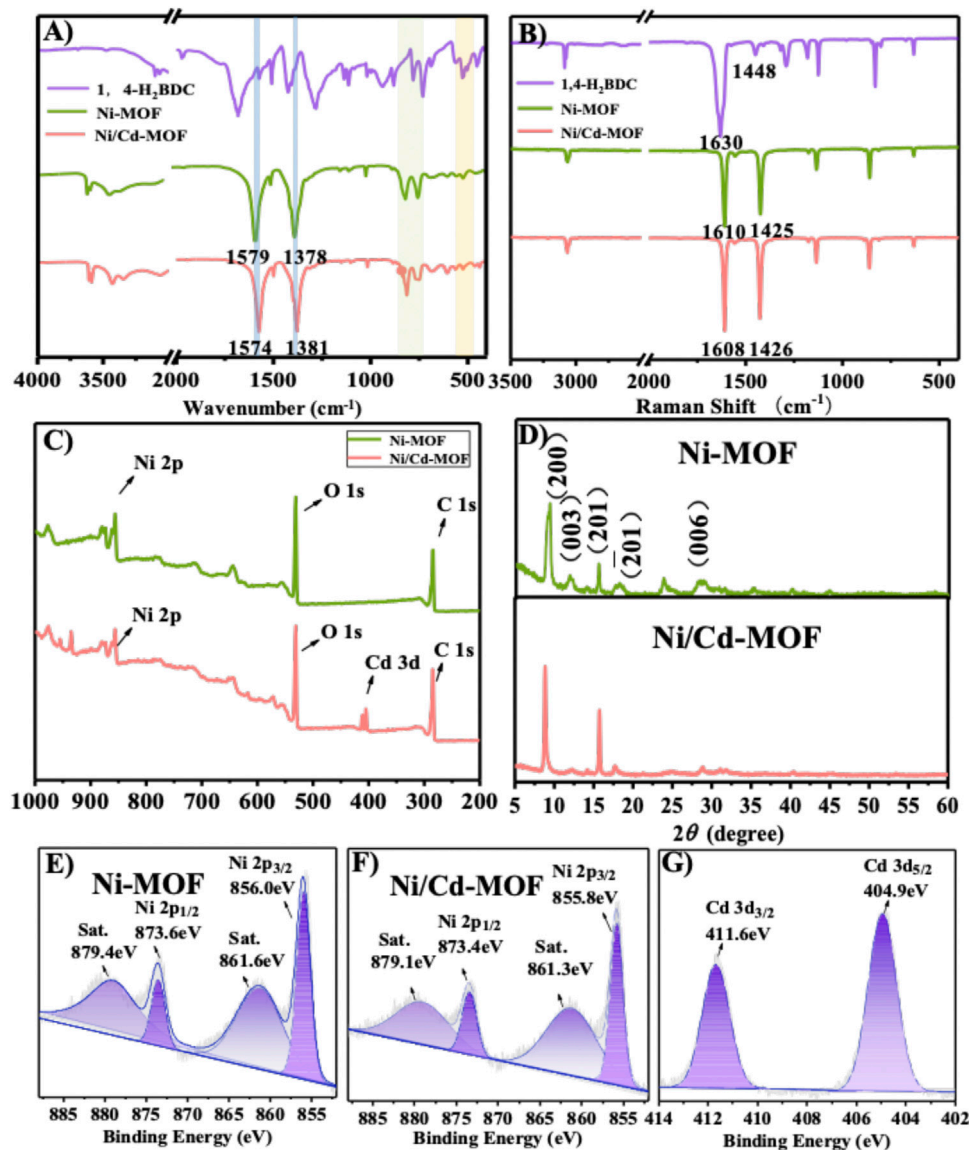 A)
1, 4-H₂BDC
Ni-MOF
Ni/Cd-MOF
1579
1378
1574
1381
4000 3500 2000 1500 1000 500
Wavenumber (cm⁻¹)
B)
1,4-H₂BDC
Ni-MOF
Ni/Cd-MOF
1448
1630
1610
1425
1608
1426
3500 3000 2000 1500 1000 500
Raman Shift (cm⁻¹)
C)
Ni-MOF
Ni/Cd-MOF
Ni 2p
O 1s
C 1s
Ni 2p
O 1s
Cd 3d
C 1s
1000 900 800 700 600 500 400 300 200
D)
Ni-MOF
(200)
(003)
(201)
(̅201)
(006)
Ni/Cd-MOF
5 10 15 20 25 30 35 40 45 50 55 60
2θ (degree)
E)
Ni-MOF
Ni 2p₃/₂
856.0eV
Ni 2p₁/₂
873.6eV
Sat.
879.4eV
Sat.
861.6eV
885 880 875 870 865 860 855
Binding Energy (eV)
F)
Ni/Cd-MOF
Ni 2p₃/₂
855.8eV
Ni 2p₁/₂
873.4eV
Sat.
879.1eV
Sat.
861.3eV
885 880 875 870 865 860 855
Binding Energy (eV)
G)
Cd 3d₅/₂
404.9eV
Cd 3d₃/₂
411.6eV
414 412 410 408 406 404 402
Binding Energy (eV)